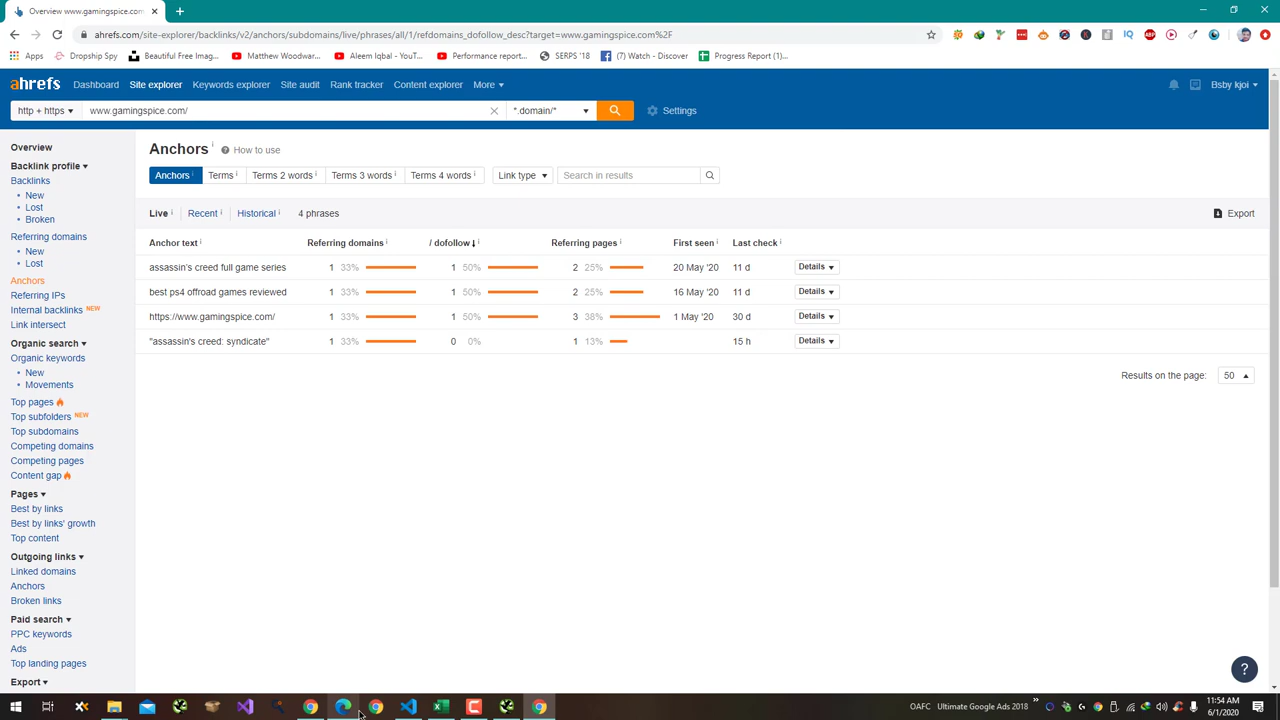 Overview www.gamingspice.com
ahrefs.com/site-explorer/backlinks/v2/anchors/subdomains/live/phrases/all/1/refdomains_dofollow_desc?target=www.gamingspice.com%2F
Apps Dropship Spy Beautiful Free Imag... Matthew Woodwar... Aleem Iqbal - YouT... Performance report... SERPS '18 (7) Watch - Discover Progress Report (1)...
ahrefs Dashboard Site explorer Keywords explorer Site audit Rank tracker Content explorer More Bsby kjoi
http + https www.gamingspice.com/ *.domain/* Settings
Overview
Backlink profile
Backlinks
New
Lost
Broken
Referring domains
New
Lost
Anchors
Referring IPs
Internal backlinks NEW
Link intersect
Organic search
Organic keywords
New
Movements
Top pages
Top subfolders NEW
Top subdomains
Competing domains
Competing pages
Content gap
Pages
Best by links
Best by links' growth
Top content
Outgoing links
Linked domains
Anchors
Broken links
Paid search
PPC keywords
Ads
Top landing pages
Export
Anchors How to use
Anchors Terms Terms 2 words Terms 3 words Terms 4 words Link type Search in results
Live Recent Historical 4 phrases Export
Anchor text Referring domains / dofollow Referring pages First seen Last check
assassin's creed full game series 1 33% 1 50% 2 25% 20 May '20 11 d Details
best ps4 offroad games reviewed 1 33% 1 50% 2 25% 16 May '20 11 d Details
https://www.gamingspice.com/ 1 33% 1 50% 3 38% 1 May '20 30 d Details
"assassin's creed: syndicate" 1 33% 0 0% 1 13% 15 h Details
Results on the page: 50
?
OAFC Ultimate Google Ads 2018
11:54 AM
6/1/2020